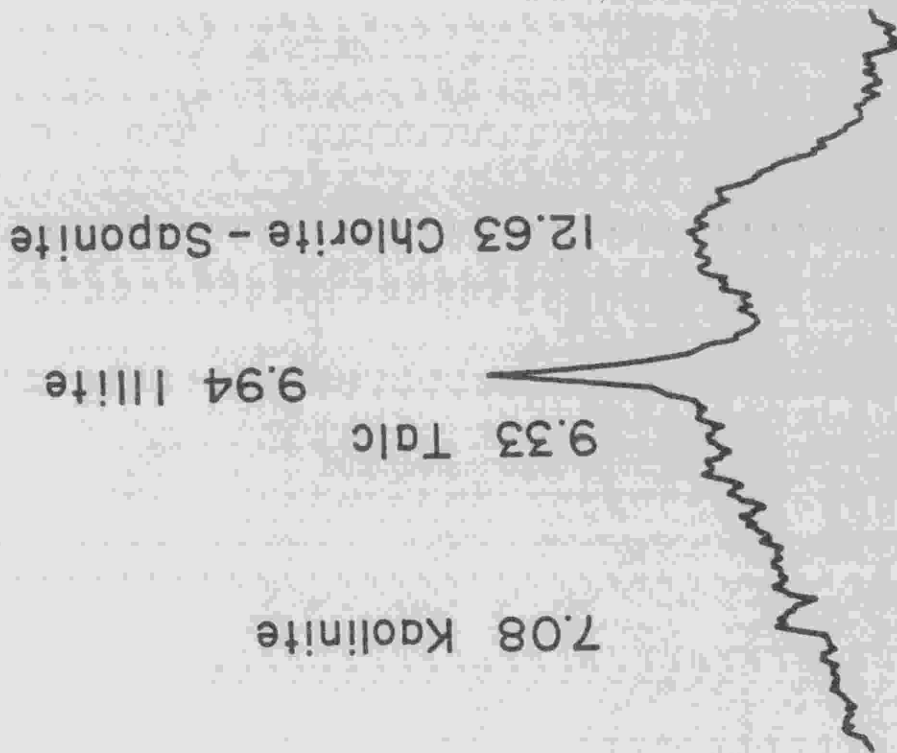 7.08 Kaolinite
9.33 Talc
9.94 Illite
12.63 Chlorite – Saponite